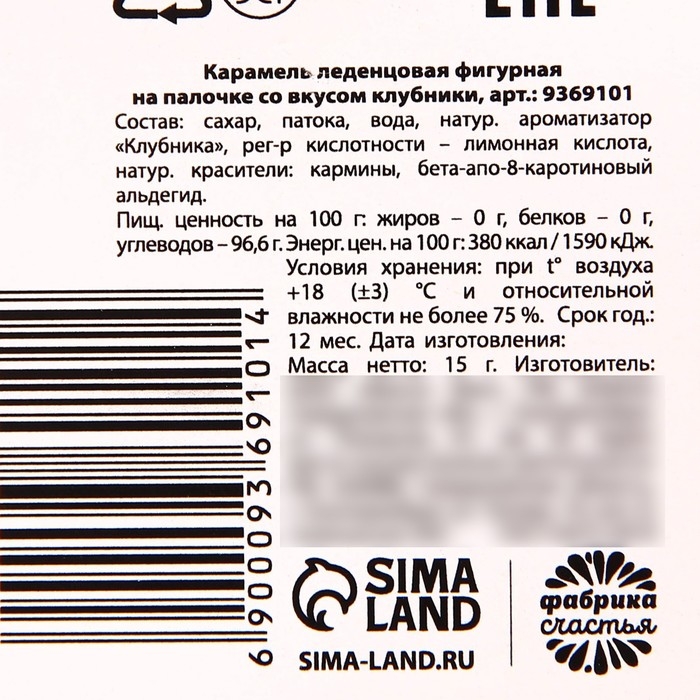 Карамель леденцовая фигурная
на палочке со вкусом клубники, арт.: 9369101
Состав: сахар, патока, вода, натур. ароматизатор
«Клубника», рег-р кислотности – лимонная кислота,
натур. красители: кармины, бета-апо-8-каротиновый
альдегид.
Пищ. ценность на 100 г: жиров – 0 г, белков – 0 г,
углеводов – 96,6 г. Энерг. цен. на 100 г: 380 ккал / 1590 кДж.
Условия хранения: при t° воздуха
+18 (±3) °С и относительной
влажности не более 75 %. Срок год.:
12 мес. Дата изготовления:
Масса нетто: 15 г. Изготовитель:
6 900093 691014
SIMA
LAND
SIMA-LAND.RU
фабрика
счастья